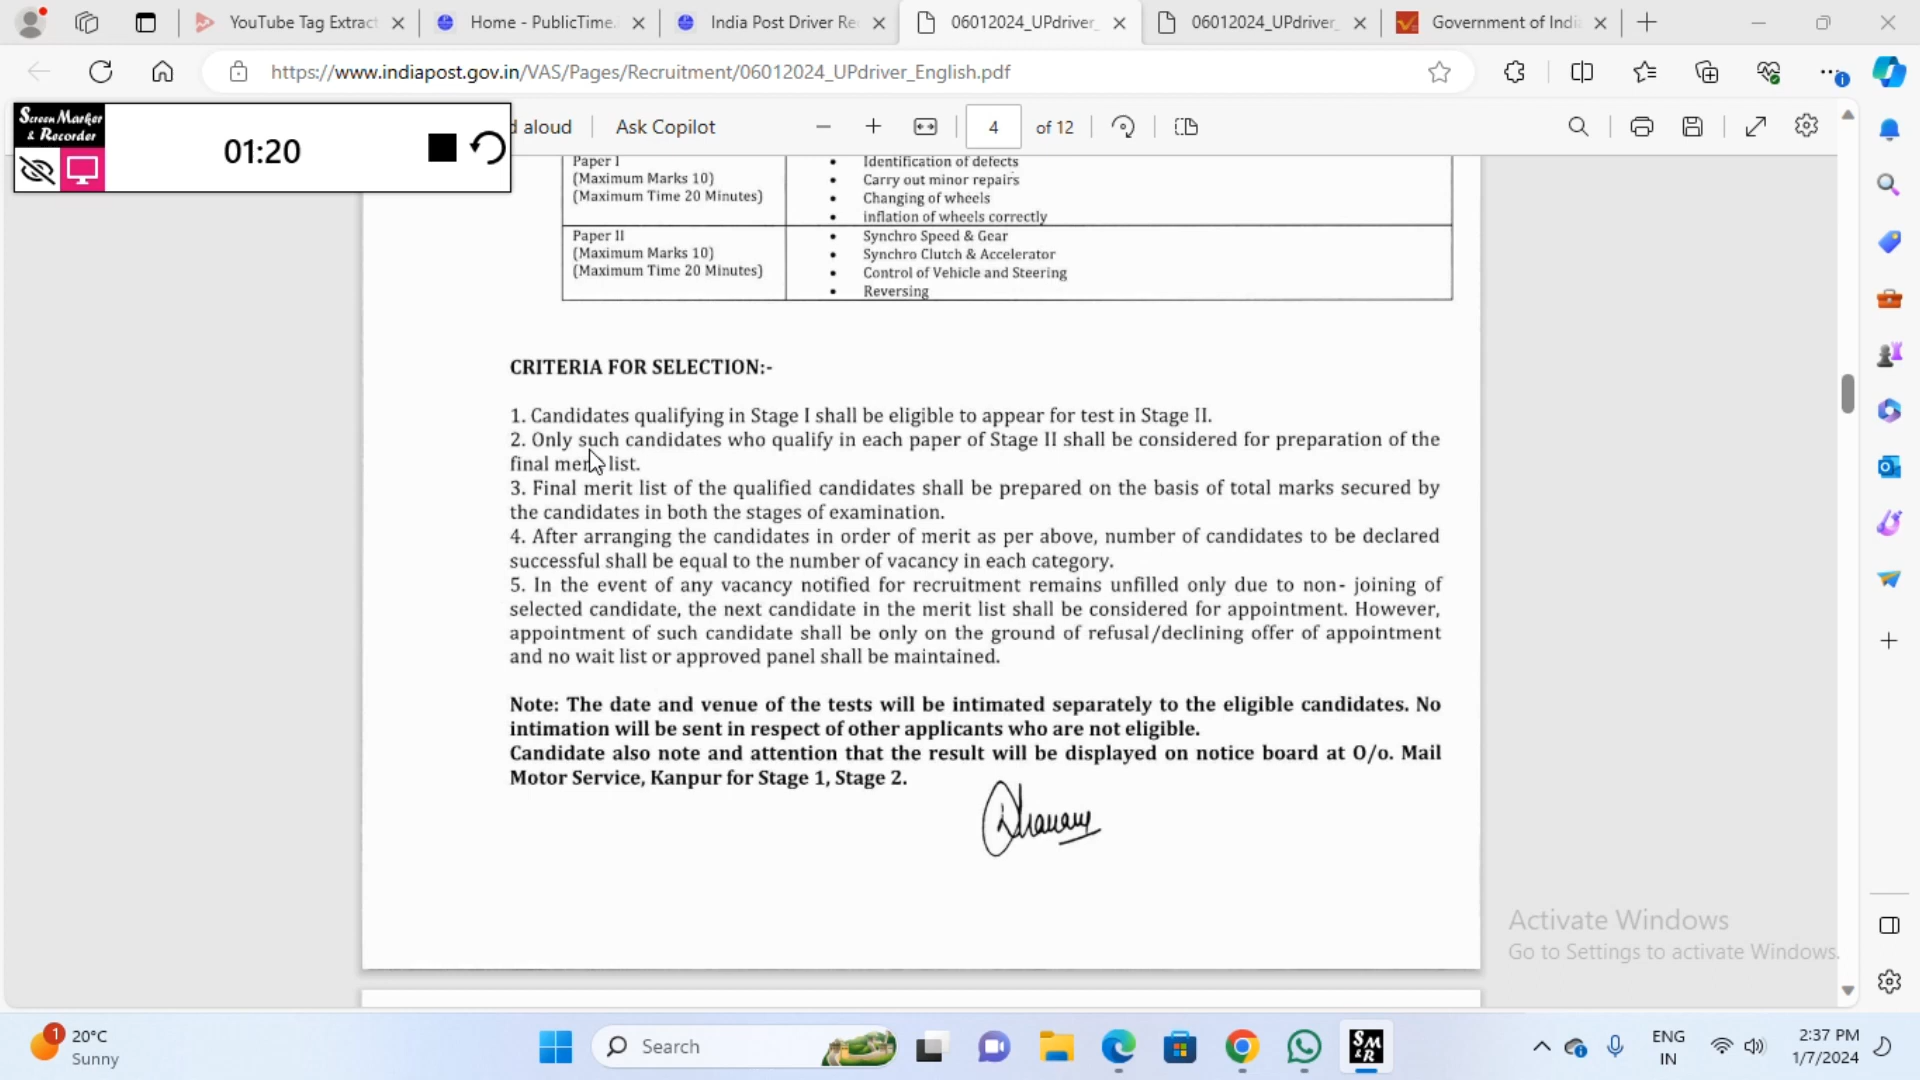 YouTube Tag Extract
Home - PublicTime.
India Post Driver Re
06012024_UPdriver_
06012024_UPdriver_
Government of Indi
https://www.indiapost.gov.in/VAS/Pages/Recruitment/06012024_UPdriver_English.pdf
Screen Marker
& Recorder
01:20
d aloud
Ask Copilot
4
of 12
Paper I
(Maximum Marks 10)
(Maximum Time 20 Minutes)
• Identification of defects
• Carry out minor repairs
• Changing of wheels
• inflation of wheels correctly
Paper II
(Maximum Marks 10)
(Maximum Time 20 Minutes)
• Synchro Speed & Gear
• Synchro Clutch & Accelerator
• Control of Vehicle and Steering
• Reversing
CRITERIA FOR SELECTION:-
1. Candidates qualifying in Stage I shall be eligible to appear for test in Stage II.
2. Only such candidates who qualify in each paper of Stage II shall be considered for preparation of the
final merit list.
3. Final merit list of the qualified candidates shall be prepared on the basis of total marks secured by
the candidates in both the stages of examination.
4. After arranging the candidates in order of merit as per above, number of candidates to be declared
successful shall be equal to the number of vacancy in each category.
5. In the event of any vacancy notified for recruitment remains unfilled only due to non- joining of
selected candidate, the next candidate in the merit list shall be considered for appointment. However,
appointment of such candidate shall be only on the ground of refusal/declining offer of appointment
and no wait list or approved panel shall be maintained.
Note: The date and venue of the tests will be intimated separately to the eligible candidates. No
intimation will be sent in respect of other applicants who are not eligible.
Candidate also note and attention that the result will be displayed on notice board at O/o. Mail
Motor Service, Kanpur for Stage 1, Stage 2.
Activate Windows
Go to Settings to activate Windows.
1
20°C
Sunny
Search
S M
& R
ENG
IN
2:37 PM
1/7/2024